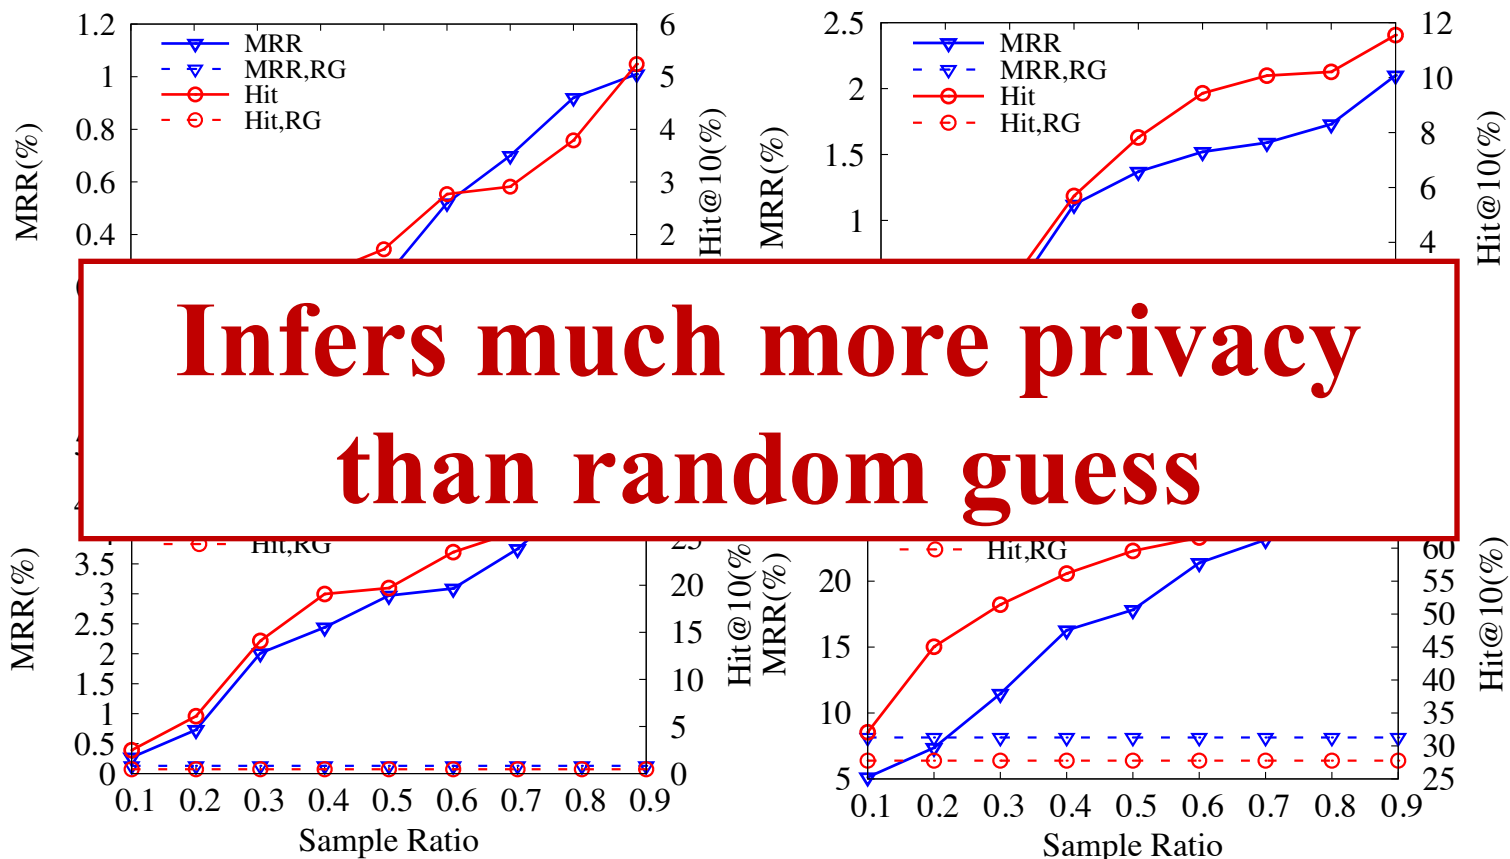 1.2
1
0.8
0.6
0.4
MRR(%)
MRR
MRR,RG
Hit
Hit,RG
6
5
4
3
2
Hit@10(%)
2.5
2
1.5
1
MRR(%)
MRR
MRR,RG
Hit
Hit,RG
12
10
8
6
4
Hit@10(%)
Infers much more privacy
than random guess
3.5
3
2.5
2
1.5
1
0.5
0
MRR(%)
Hit,RG
25
20
15
10
5
0
Hit@10(%
0.1 0.2 0.3 0.4 0.5 0.6 0.7 0.8 0.9
Sample Ratio
20
15
10
5
MRR(%)
Hit,RG
60
55
50
45
40
35
30
25
Hit@10(%)
0.1 0.2 0.3 0.4 0.5 0.6 0.7 0.8 0.9
Sample Ratio